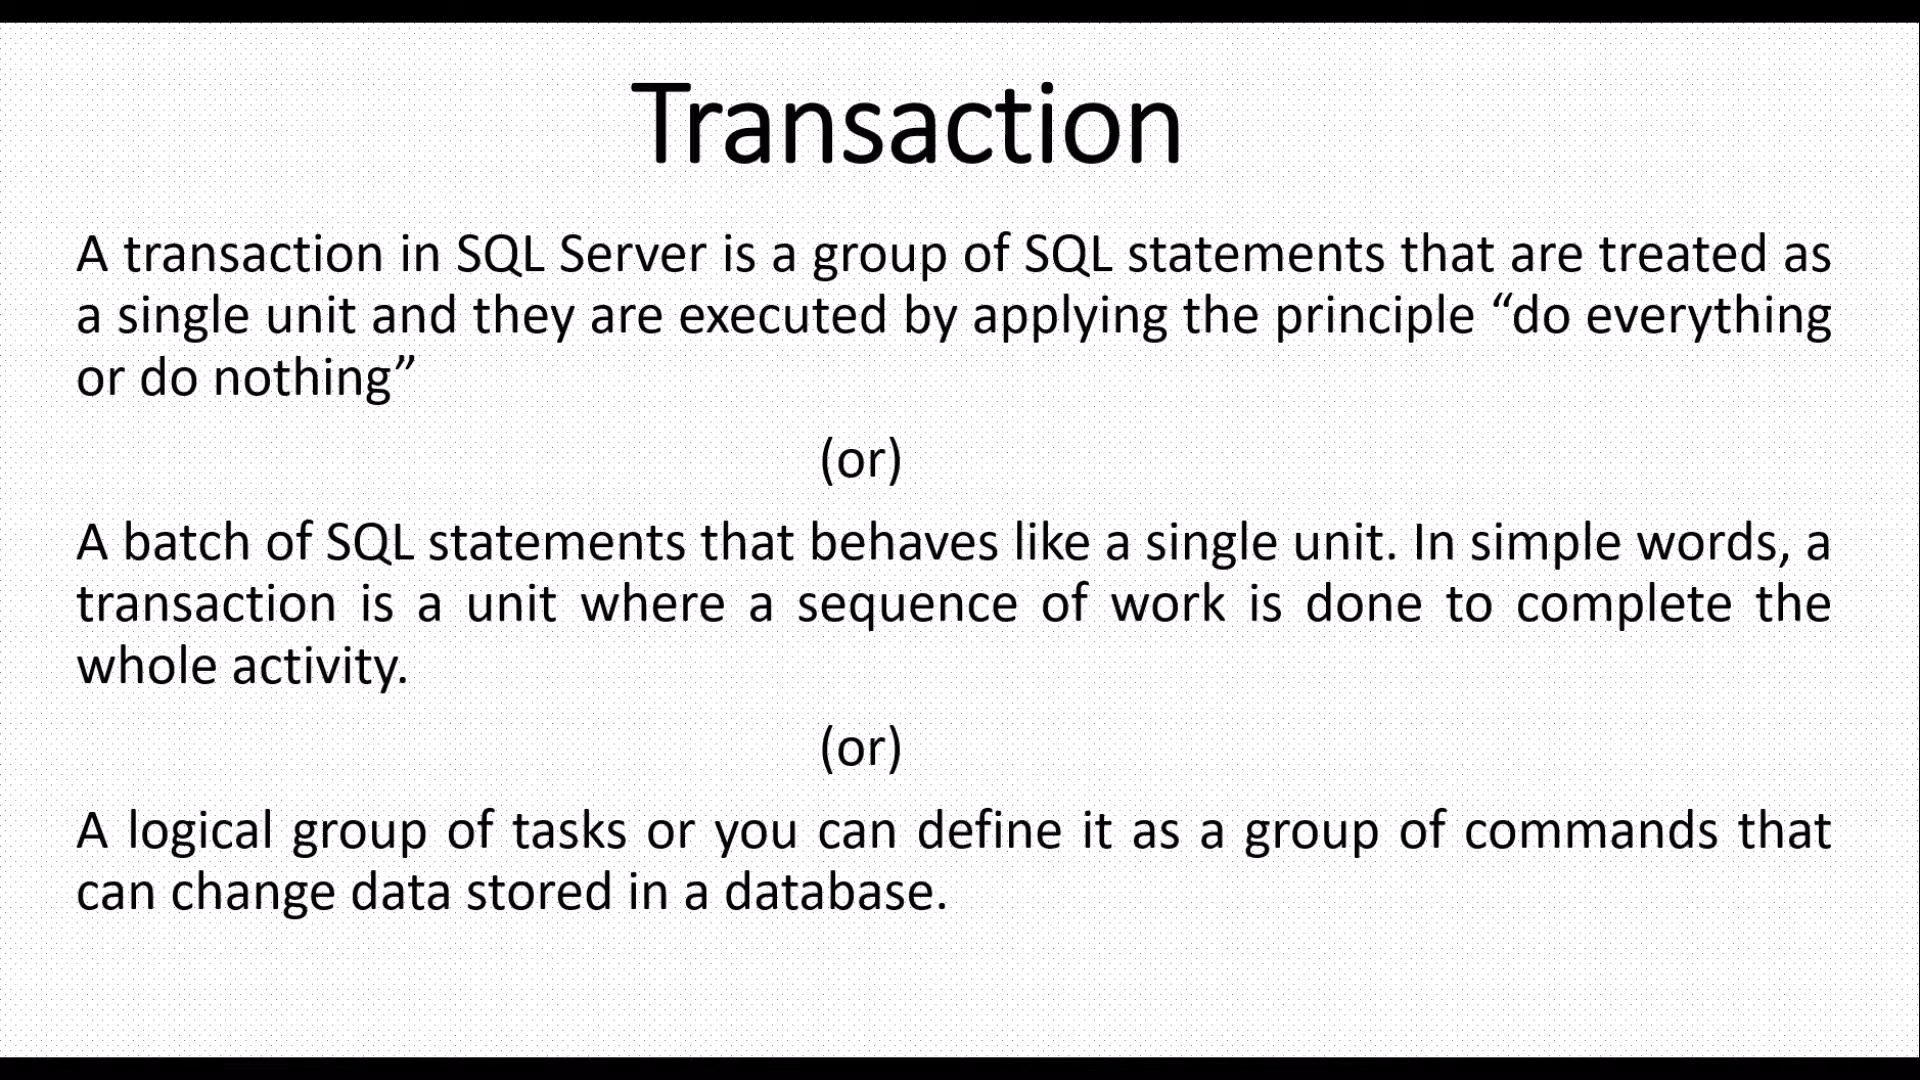 Transaction
A transaction in SQL Server is a group of SQL statements that are treated as
a single unit and they are executed by applying the principle “do everything
or do nothing”
(or)
A batch of SQL statements that behaves like a single unit. In simple words, a
transaction is a unit where a sequence of work is done to complete the
whole activity.
(or)
A logical group of tasks or you can define it as a group of commands that
can change data stored in a database.